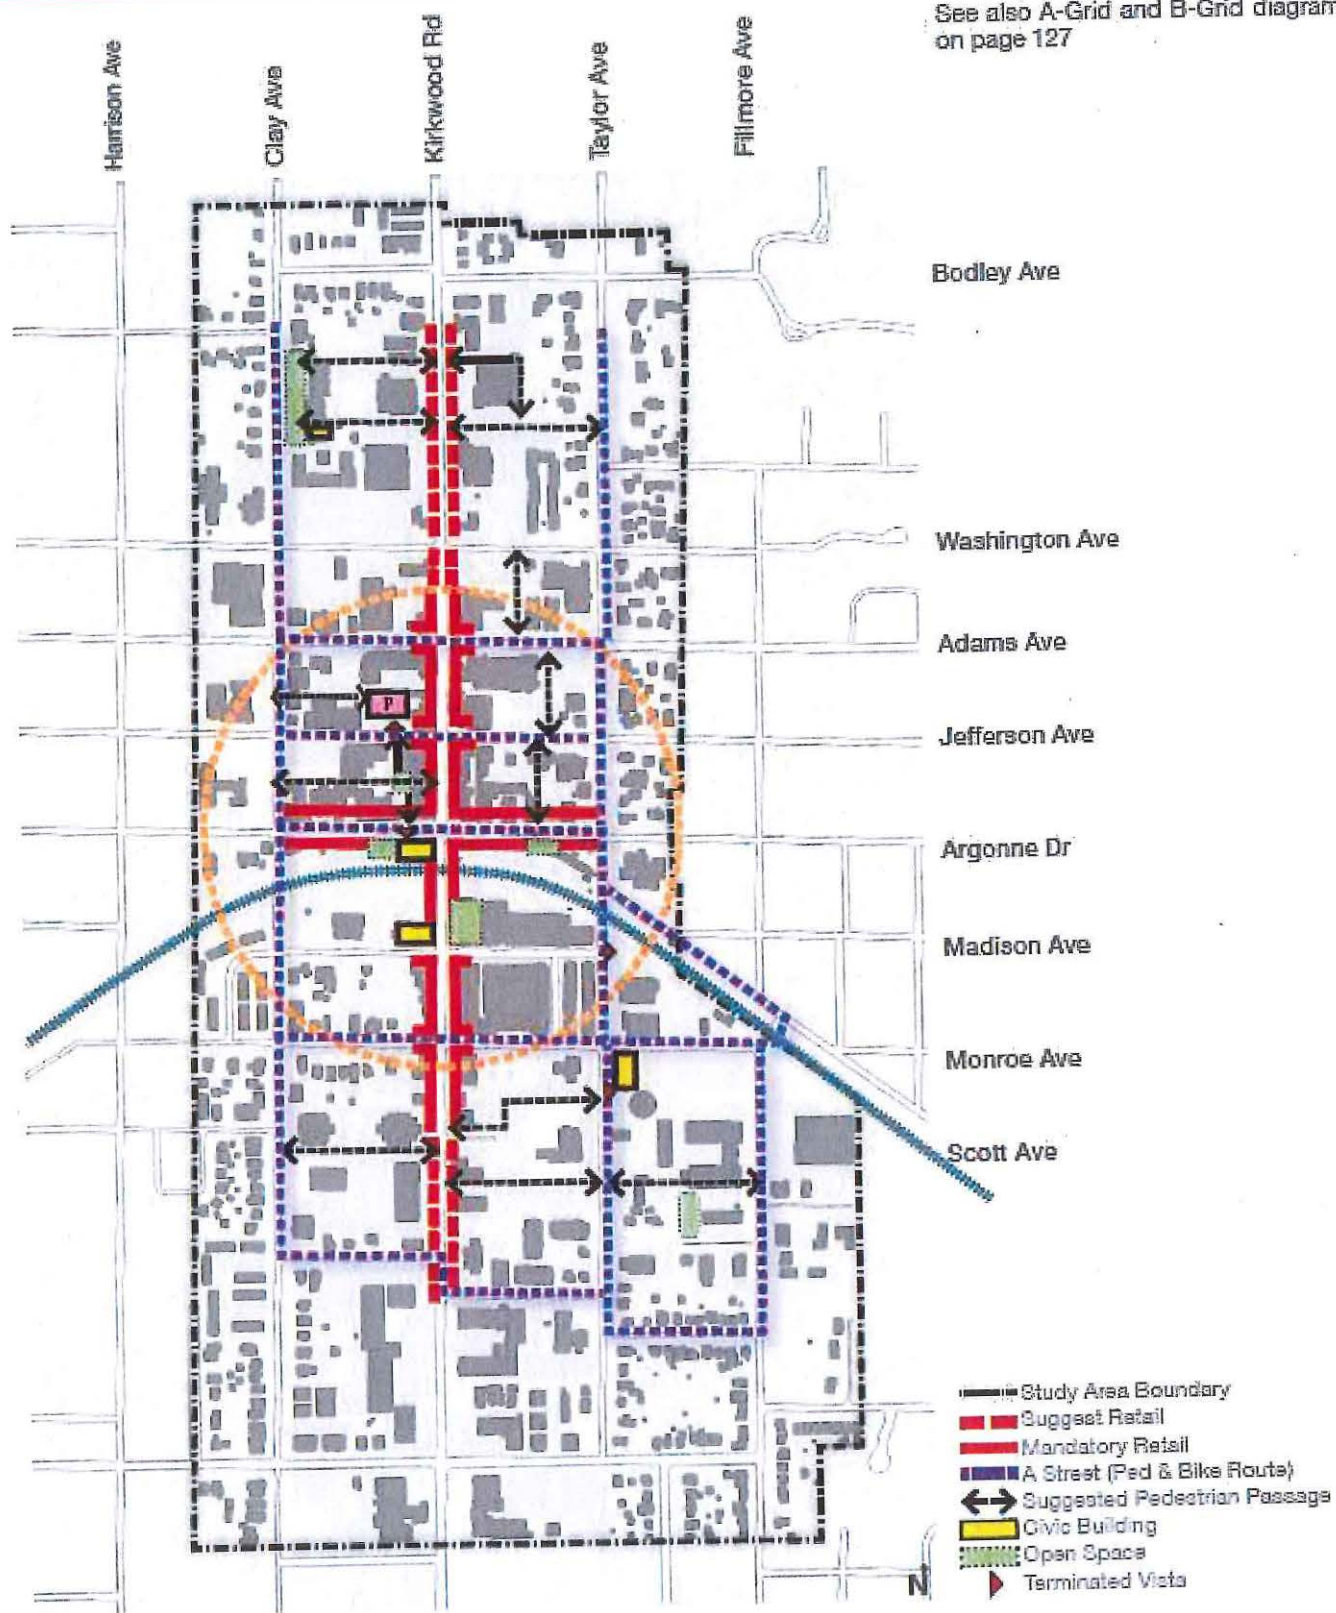 See also A-Grid and B-Grid diagram
on page 127
Harrison Ave
Clay Ave
Kirkwood Rd
Taylor Ave
Fillmore Ave
Bodley Ave
Washington Ave
Adams Ave
Jefferson Ave
Argonne Dr
Madison Ave
Monroe Ave
Scott Ave
P
Study Area Boundary
Suggest Retail
Mandatory Retail
A Street (Ped & Bike Route)
Suggested Pedestrian Passage
Civic Building
Open Space
Terminated Vista
N